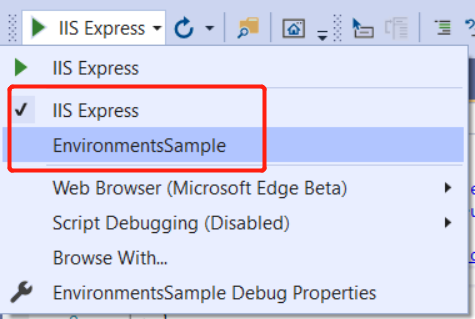 IIS Express
IIS Express
IIS Express
EnvironmentsSample
Web Browser (Microsoft Edge Beta)
Script Debugging (Disabled)
Browse With...
EnvironmentsSample Debug Properties